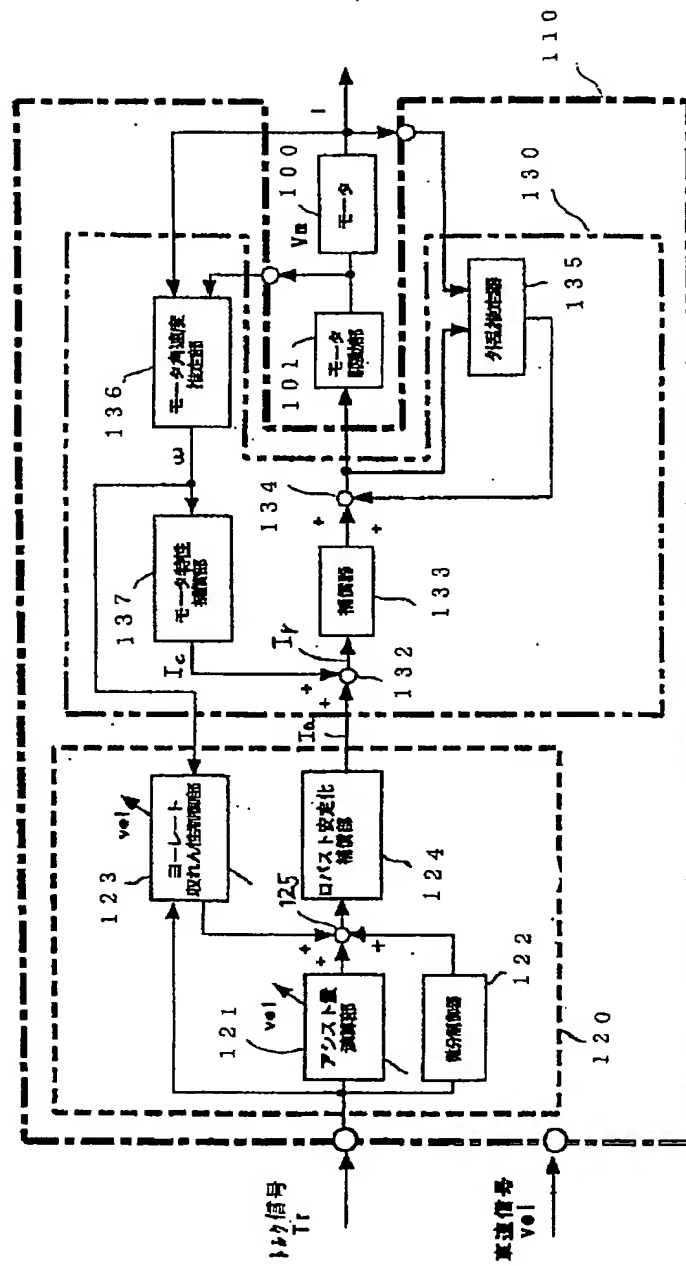 トルク信号
Tr
車速信号
vel
120
121
アシスト量
演算部
vel
122
微分制御器
123
ヨーレート
収れん性制御部
vel
125
+
+
+
124
ロバスト安定化
補償部
Ia
+
+
132
Ir
Ic
133
補償器
+
+
134
137
モータ特性
補償部
ω
136
モータ角速度
推定部
101
モータ
駆動部
Vm
100
モータ
I
135
外乱推定器
130
110